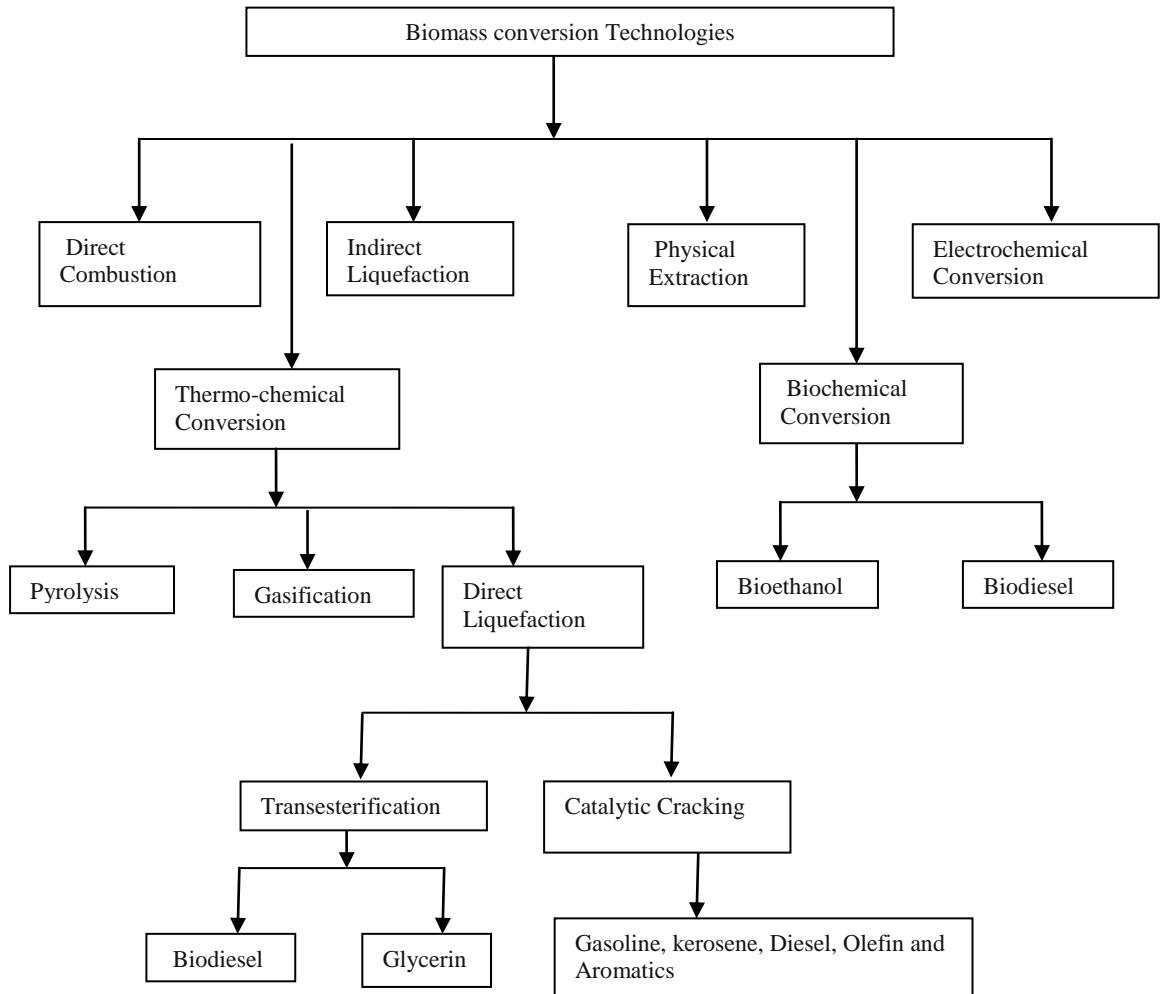 Biomass conversion Technologies
Direct
Combustion
Indirect
Liquefaction
Physical
Extraction
Electrochemical
Conversion
Thermo-chemical
Conversion
Biochemical
Conversion
Pyrolysis
Gasification
Direct
Liquefaction
Bioethanol
Biodiesel
Transesterification
Catalytic Cracking
Biodiesel
Glycerin
Gasoline, kerosene, Diesel, Olefin and
Aromatics